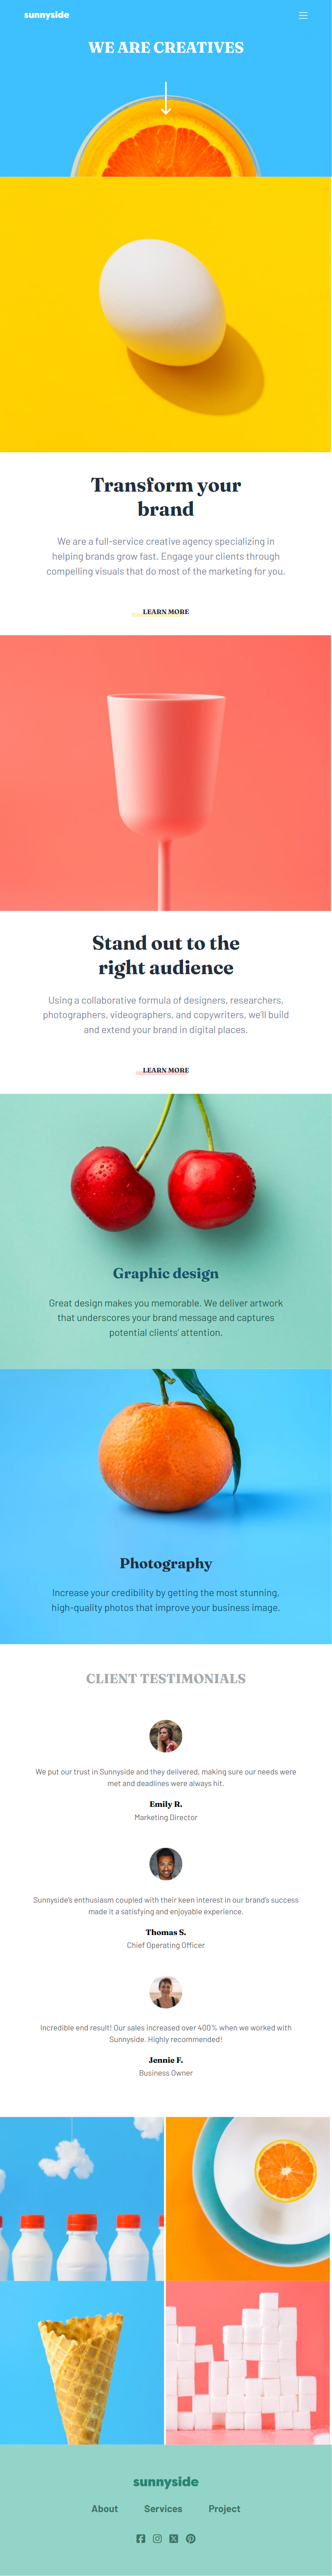 sunnyside
WE ARE CREATIVES
Transform your
brand
We are a full-service creative agency specializing in
helping brands grow fast. Engage your clients through
compelling visuals that do most of the marketing for you.
LEARN MORE
Stand out to the
right audience
Using a collaborative formula of designers, researchers,
photographers, videographers, and copywriters, we'll build
and extend your brand in digital places.
LEARN MORE
Graphic design
Great design makes you memorable. We deliver artwork
that underscores your brand message and captures
potential clients' attention.
Photography
Increase your credibility by getting the most stunning,
high-quality photos that improve your business image.
CLIENT TESTIMONIALS
We put our trust in Sunnyside and they delivered, making sure our needs were
met and deadlines were always hit.
Emily R.
Marketing Director
Sunnyside's enthusiasm coupled with their keen interest in our brand's success
made it a satisfying and enjoyable experience.
Thomas S.
Chief Operating Officer
Incredible end result! Our sales increased over 400% when we worked with
Sunnyside. Highly recommended!
Jennie F.
Business Owner
sunnyside
About Services Project